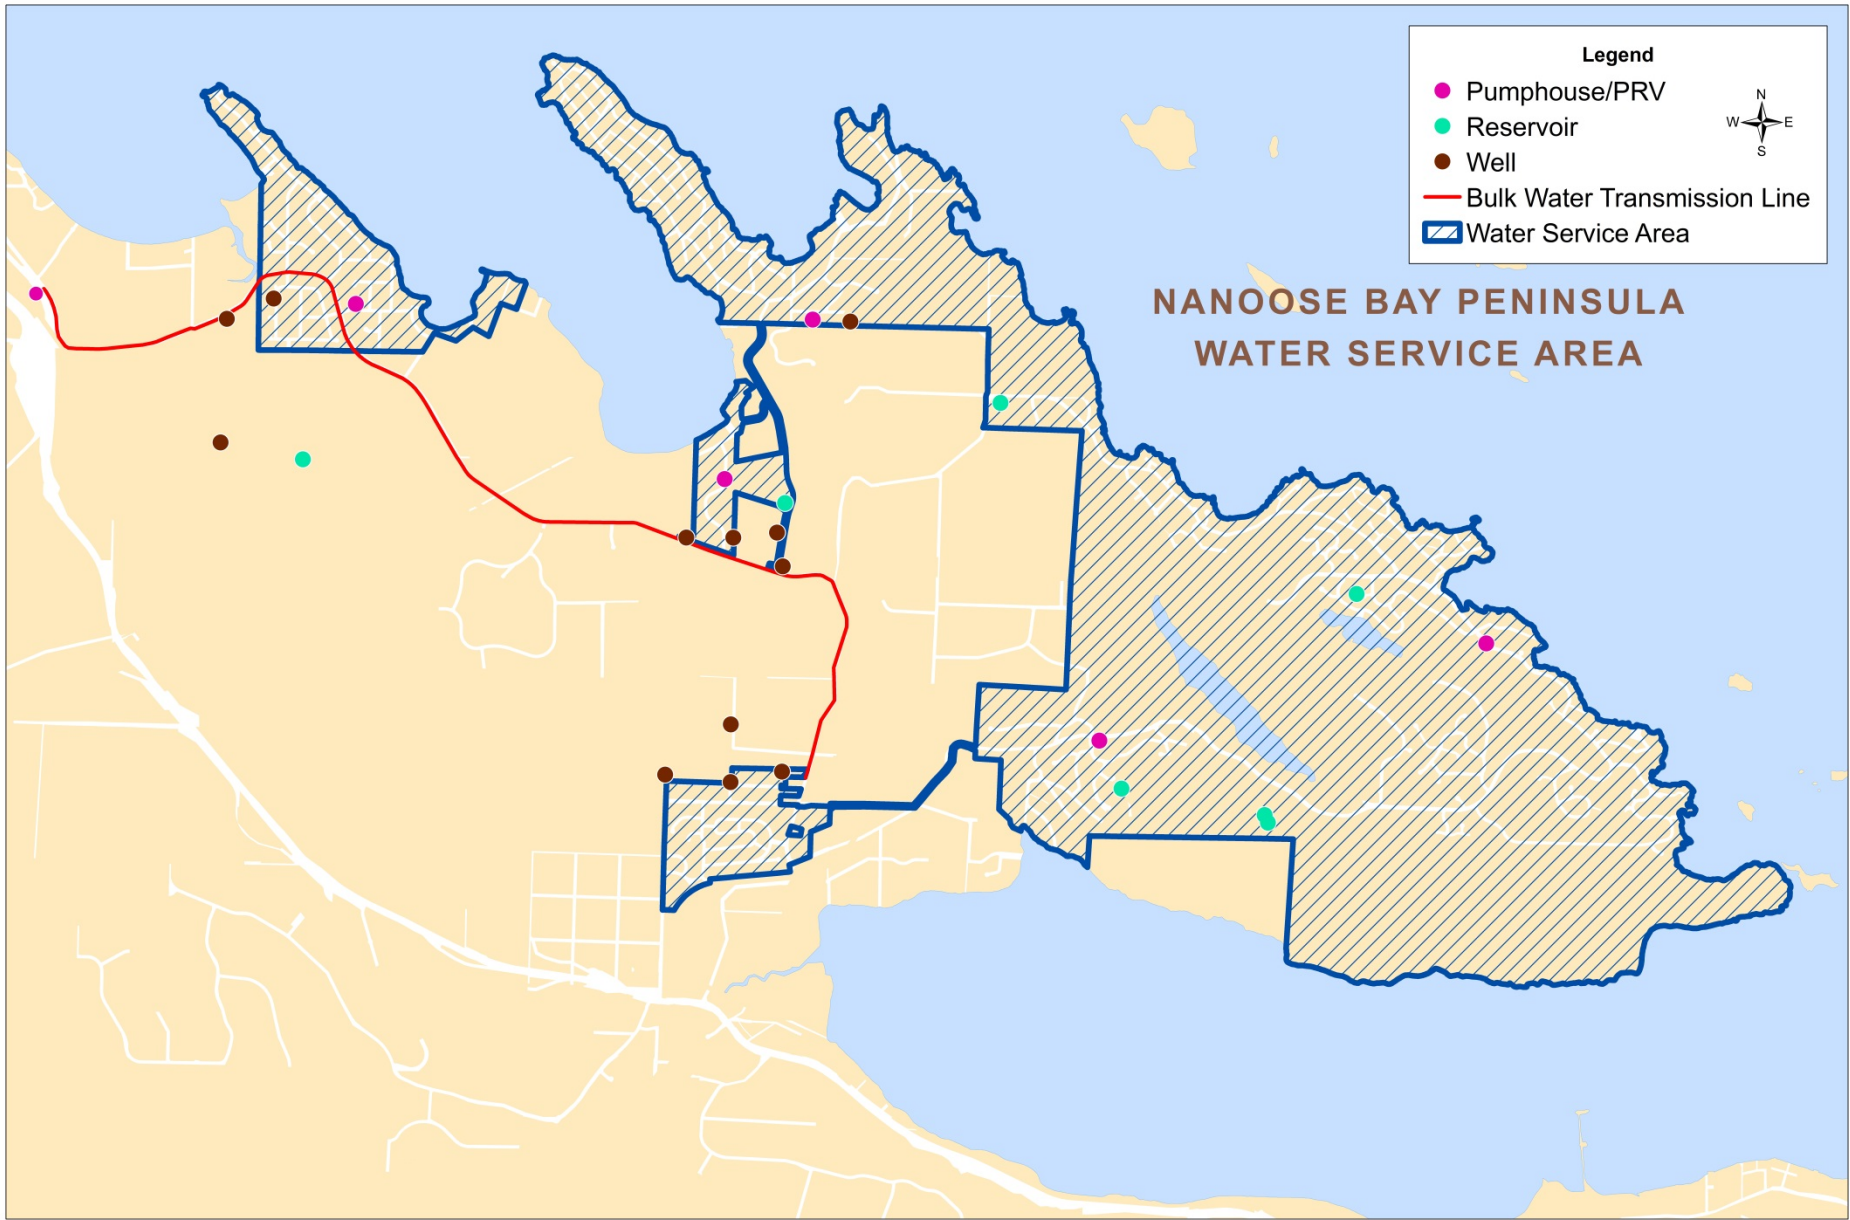 Legend
Pumphouse/PRV
Reservoir
Well
Bulk Water Transmission Line
Water Service Area
N
W E
S
NANOOSE BAY PENINSULA
WATER SERVICE AREA